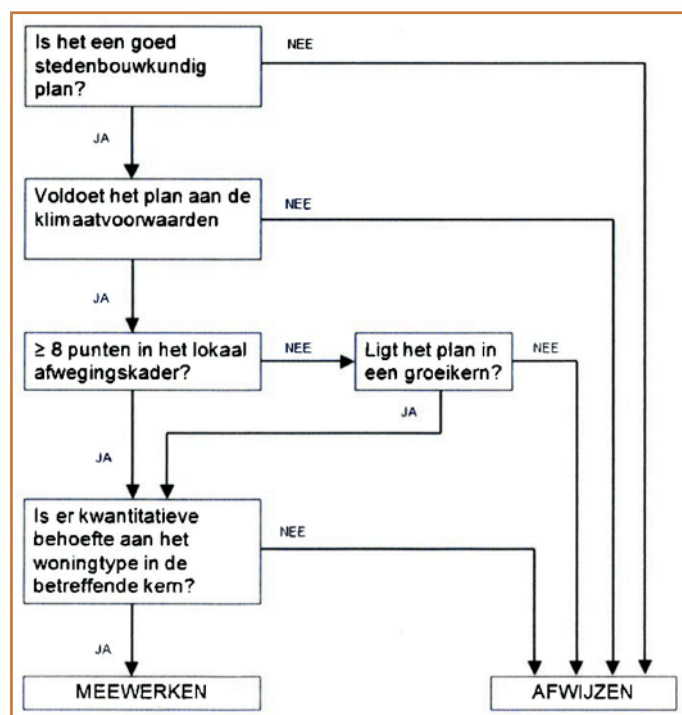 Is het een goed
stedenbouwkundig
plan?
NEE
JA
Voldoet het plan aan de
klimaatvoorwaarden
NEE
JA
≥ 8 punten in het lokaal
afwegingskader?
NEE
Ligt het plan in
een groeikern?
NEE
JA
JA
Is er kwantitatieve
behoefte aan het
woningtype in de
betreffende kern?
NEE
JA
MEEWERKEN
AFWIJZEN